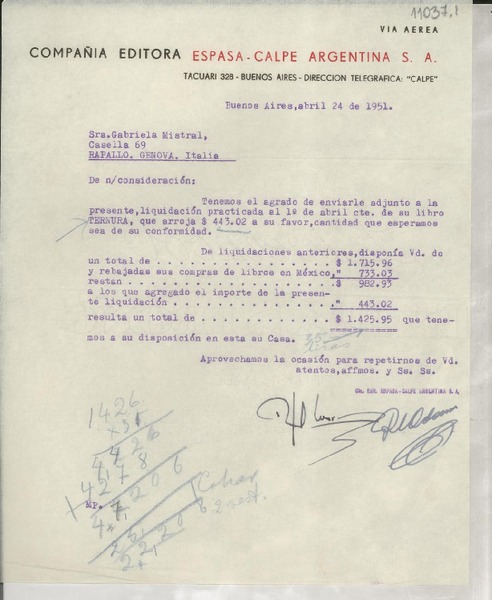 11037.1
VIA AEREA
COMPAÑIA EDITORA ESPASA-CALPE ARGENTINA S. A.
TACUARI 328 - BUENOS AIRES - DIRECCION TELEGRAFICA: "CALPE"
Buenos Aires,abril 24 de 1951.
Sra.Gabriela Mistral,
Casella 69
RAPALLO. GENOVA. Italia
De n/consideración:
Tenemos el agrado de enviarle adjunto a la
presente,liquidación practicada al 1º de abril cte. de su libro
TERNURA, que arroja $ 443.02 a su favor,cantidad que esperamos
sea de su conformidad.
De liquidaciones anteriores,disponía Vd. de
un total de . . . . . . . . . . . . . . . . . . $ 1.715.96
y rebajadas sus compras de libros en México," 733.03
restan . . . . . . . . . . . . . . . . . . . . $ 982.93
a los que agregado el importe de la presen-
te liquidación . . . . . . . . . . . . . . . . " 443.02
resulta un total de . . . . . . . . . . . . . . $ 1.425.95 que tene-
mos a su disposición en esta su Casa.
Aprovechamos la ocasión para repetirnos de Vd.
atentos,affmos. y Ss. Ss.
Cia. EDR. ESPASA-CALPE ARGENTINA S. A.
1426
MP.